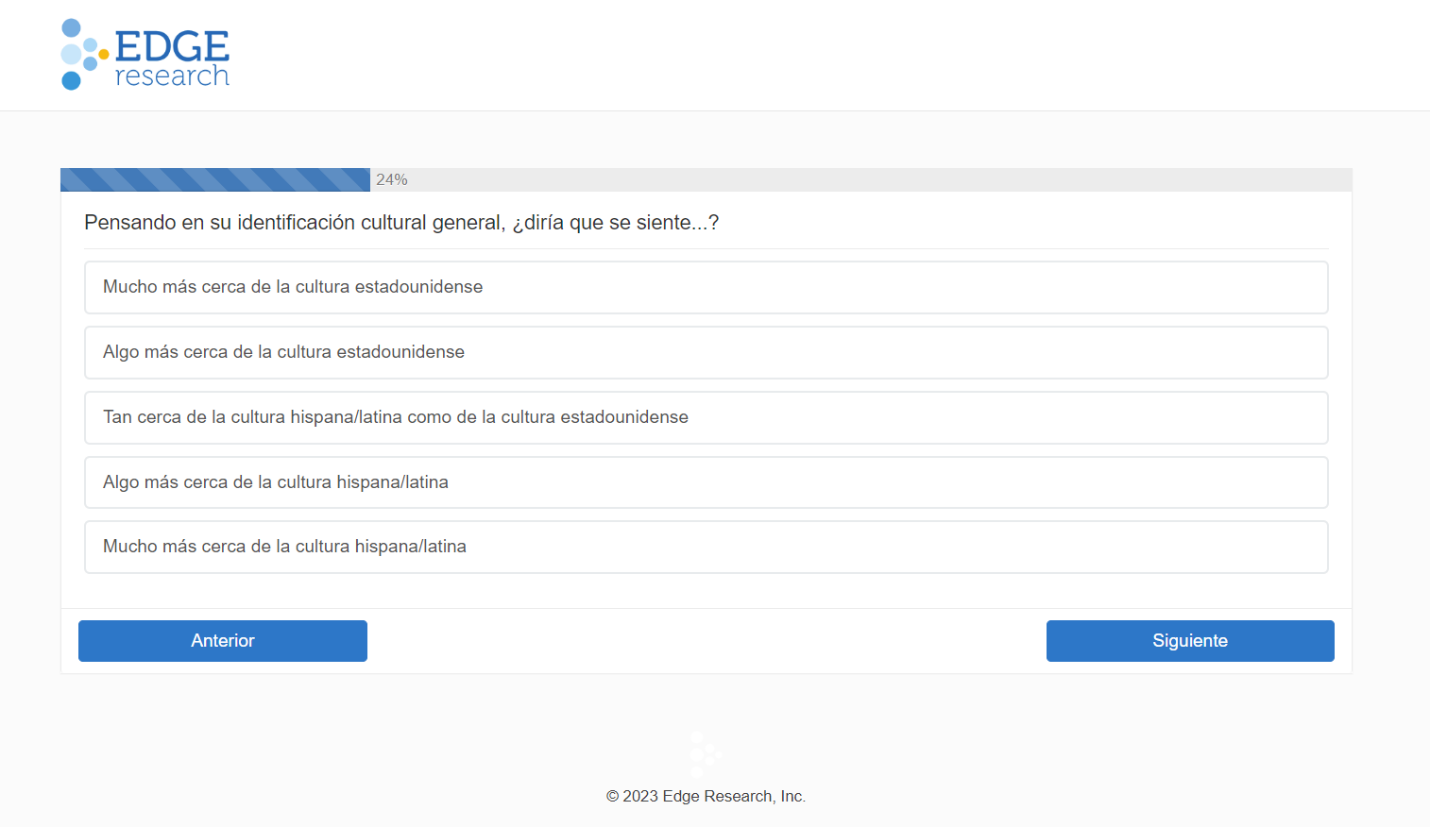 EDGE
research
24%
Pensando en su identificación cultural general, ¿diría que se siente...?
Mucho más cerca de la cultura estadounidense
Algo más cerca de la cultura estadounidense
Tan cerca de la cultura hispana/latina como de la cultura estadounidense
Algo más cerca de la cultura hispana/latina
Mucho más cerca de la cultura hispana/latina
Anterior
Siguiente
© 2023 Edge Research, Inc.